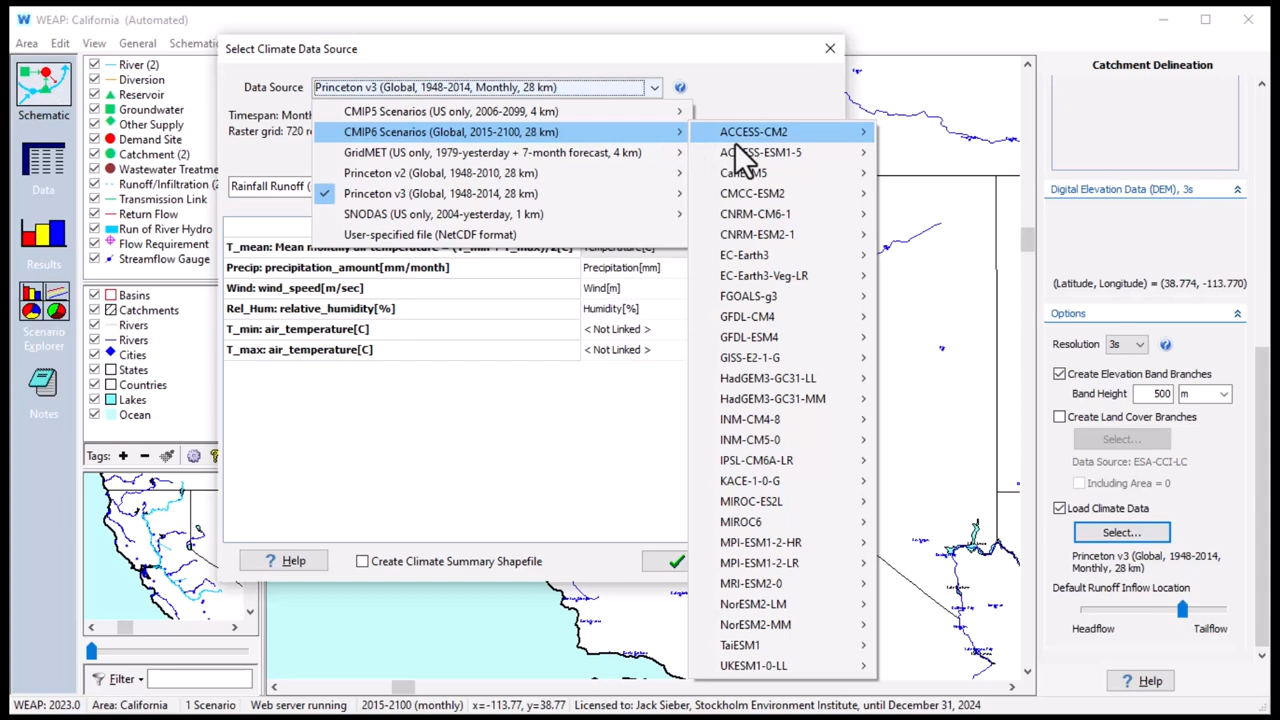 WEAP: California (Automated)
Area Edit View General Schematic
Select Climate Data Source
Schematic
Data
Results
Scenario
Explorer
Notes
River (2)
Diversion
Reservoir
Groundwater
Other Supply
Demand Site
Catchment (2)
Wastewater Treatment
Runoff/Infiltration (
Transmission Link
Return Flow
Run of River Hydro
Flow Requirement
Streamflow Gauge
Basins
Catchments
Rivers
Rivers
Cities
States
Countries
Lakes
Ocean
Tags:
Filter
Data Source Princeton v3 (Global, 1948-2014, Monthly, 28 km)
Timespan: Month
Raster grid: 720 r
Rainfall Runoff (
CMIP5 Scenarios (US only, 2006-2099, 4 km)
CMIP6 Scenarios (Global, 2015-2100, 28 km)
GridMET (US only, 1979-yesterday + 7-month forecast, 4 km)
Princeton v2 (Global, 1948-2010, 28 km)
Princeton v3 (Global, 1948-2014, 28 km)
SNODAS (US only, 2004-yesterday, 1 km)
User-specified file (NetCDF format)
T_mean: Mean monthly air temperature = (T_min + T_max)/2[C] Temperature[C]
Precip: precipitation_amount[mm/month] Precipitation[mm]
Wind: wind_speed[m/sec] Wind[m]
Rel_Hum: relative_humidity[%] Humidity[%]
T_min: air_temperature[C] < Not Linked >
T_max: air_temperature[C] < Not Linked >
Help
Create Climate Summary Shapefile
ACCESS-CM2
ACCESS-ESM1-5
CMCC-ESM2
CNRM-CM6-1
CNRM-ESM2-1
EC-Earth3
EC-Earth3-Veg-LR
FGOALS-g3
GFDL-CM4
GFDL-ESM4
GISS-E2-1-G
HadGEM3-GC31-LL
HadGEM3-GC31-MM
INM-CM4-8
INM-CM5-0
IPSL-CM6A-LR
KACE-1-0-G
MIROC-ES2L
MIROC6
MPI-ESM1-2-HR
MPI-ESM1-2-LR
MRI-ESM2-0
NorESM2-LM
NorESM2-MM
TaiESM1
UKESM1-0-LL
Catchment Delineation
Digital Elevation Data (DEM), 3s
(Latitude, Longitude) = (38.774, -113.770)
Options
Resolution 3s
Create Elevation Band Branches
Band Height 500 m
Create Land Cover Branches
Select...
Data Source: ESA-CCI-LC
Including Area = 0
Load Climate Data
Select...
Princeton v3 (Global, 1948-2014,
Monthly, 28 km)
Default Runoff Inflow Location
Headflow Tailflow
Help
WEAP: 2023.0 Area: California 1 Scenario Web server running 2015-2100 (monthly) x=-113.77, y=38.77 Licensed to: Jack Sieber, Stockholm Environment Institute, until December 31, 2024